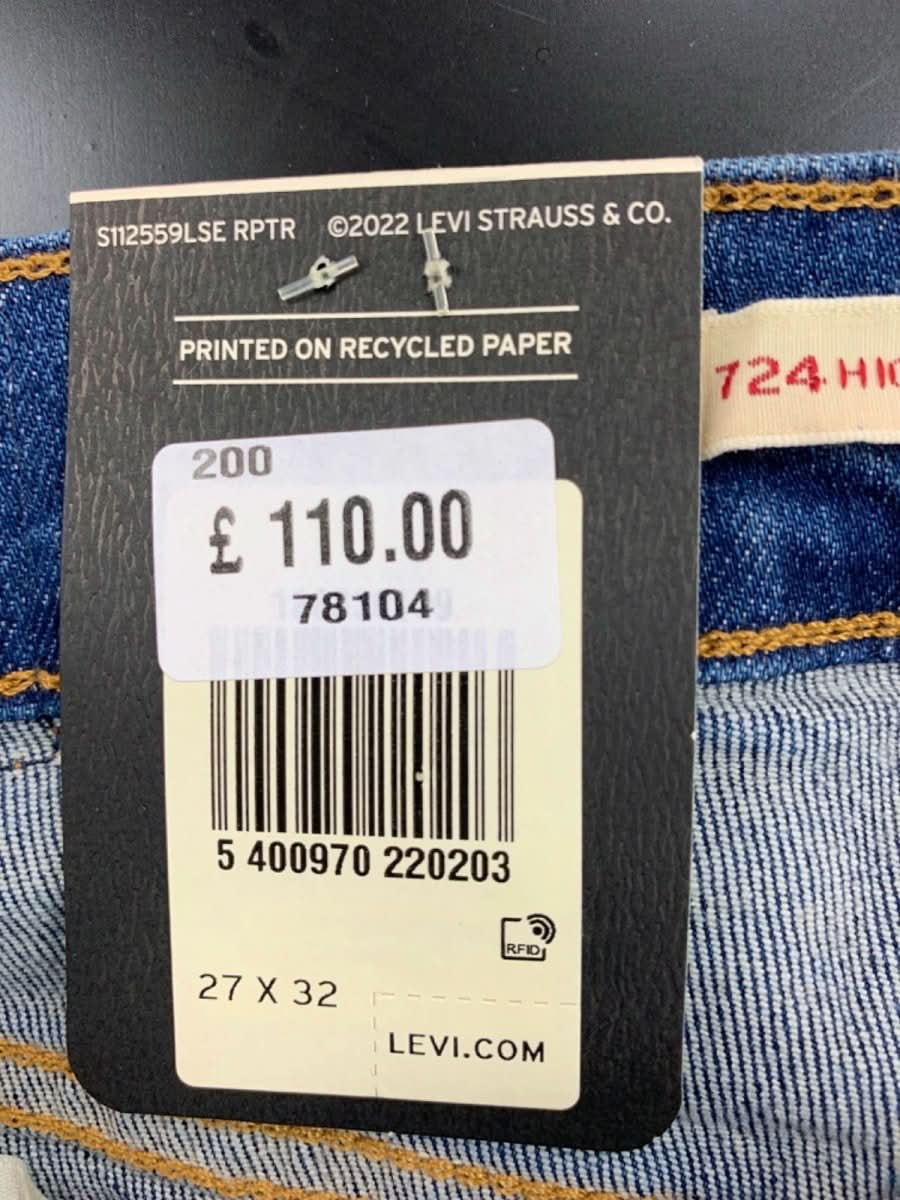 S112559LSE RPTR ©2022 LEVI STRAUSS & CO.
PRINTED ON RECYCLED PAPER
724 HI
200
£ 110.00
78104
5 400970 220203
RFID
27 X 32
LEVI.COM